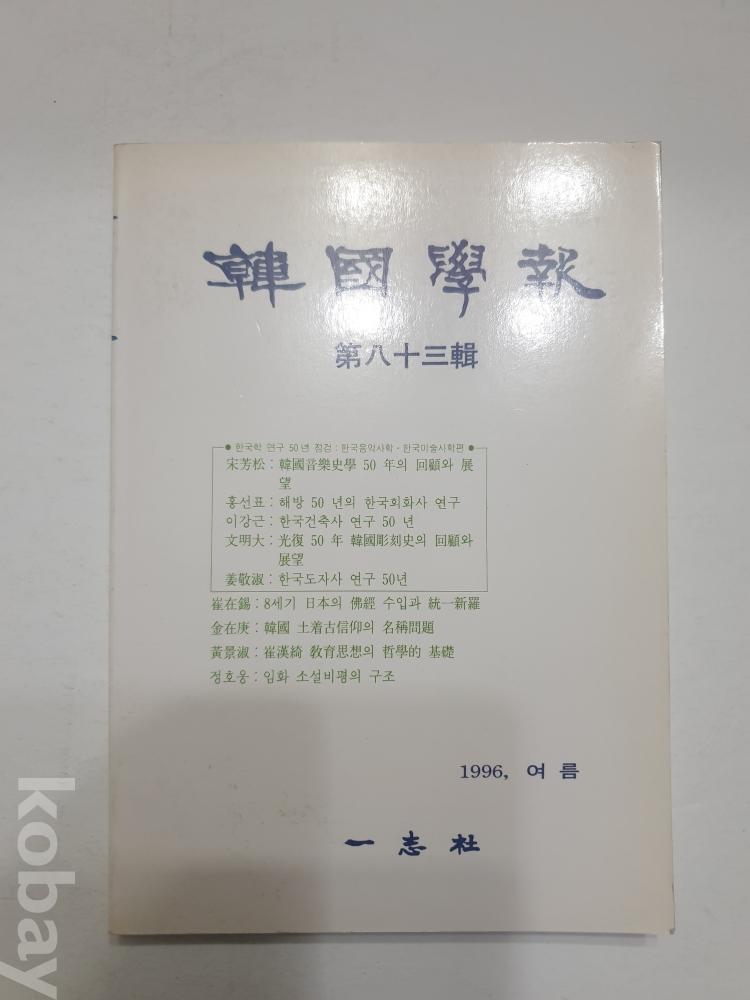 韓國學報
第八十三輯
● 한국학 연구 50년 점검 : 한국음악사학 · 한국미술사학편 ●
宋芳松 : 韓國音樂史學 50 年의 回顧와 展
望
홍선표 : 해방 50 년의 한국회화사 연구
이강근 : 한국건축사 연구 50 년
文明大 : 光復 50 年 韓國彫刻史의 回顧와
展望
姜敬淑 : 한국도자사 연구 50년
崔在錫 : 8세기 日本의 佛經 수입과 統一新羅
金在庚 : 韓國 土着古信仰의 名稱問題
黃景淑 : 崔漢綺 敎育思想의 哲學的 基礎
정호웅 : 임화 소설비평의 구조
1996, 여름
一志社
kobay